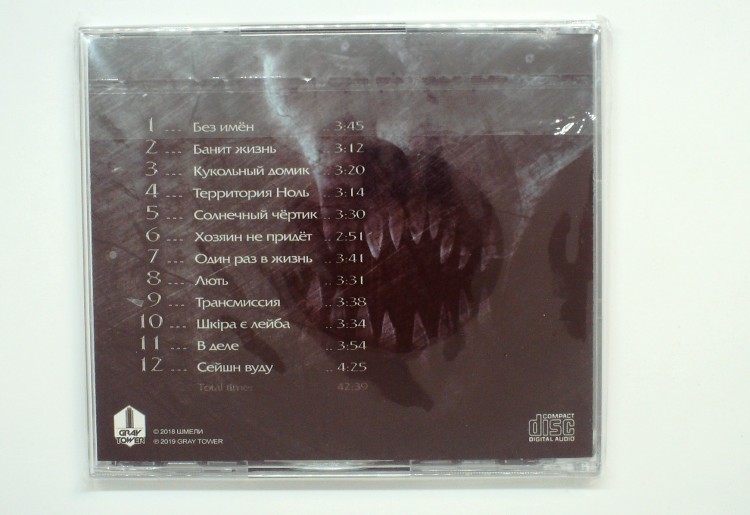 1 ... Без имён ... 3:45
2 ... Банит жизнь ... 3:12
3 ... Кукольный домик ... 3:20
4 ... Территория Ноль ... 3:14
5 ... Солнечный чёртик ... 3:30
6 ... Хозяин не придёт ... 2:51
7 ... Один раз в жизнь ... 3:41
8 ... Лють ... 3:31
9 ... Трансмиссия ... 3:38
10 ... Шкіра є лейба ... 3:34
11 ... В деле ... 3:54
12 ... Сейшн вуду ... 4:25
Total time: 42:39
GRAY
TOWER
© 2018 ШМЕЛИ
© 2019 GRAY TOWER
COMPACT
disc
DIGITAL AUDIO